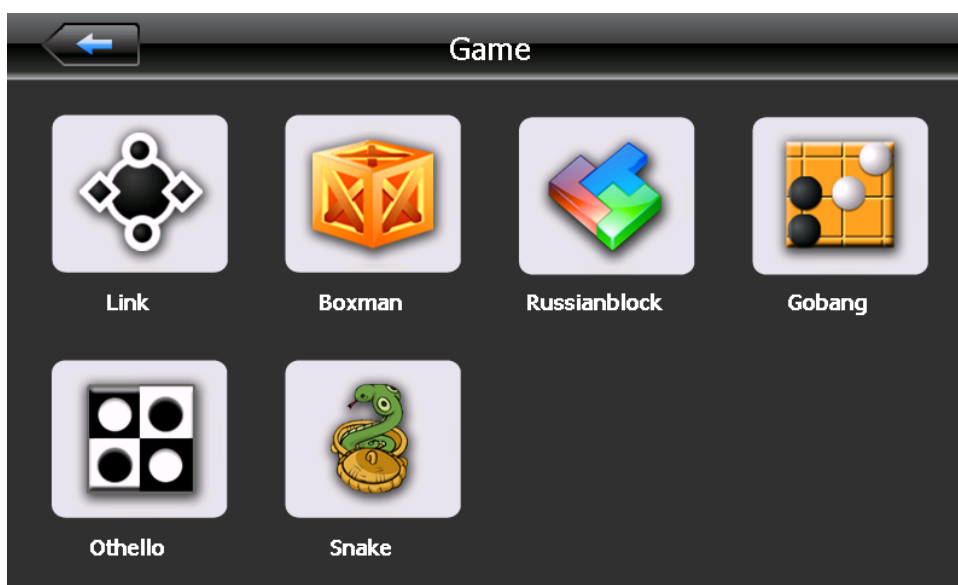 Game
Link
Boxman
Russianblock
Gobang
Othello
Snake